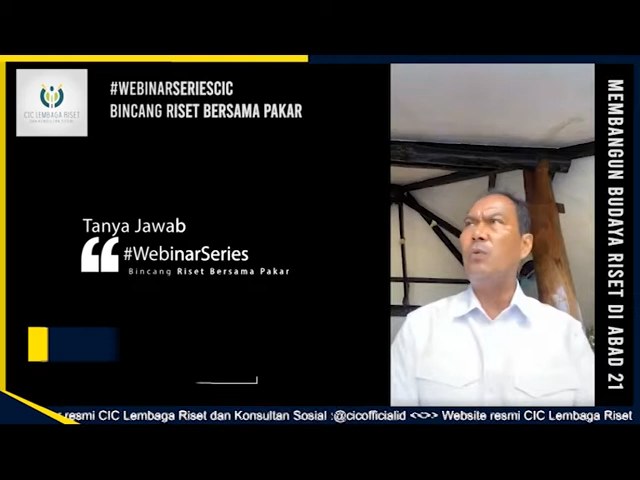 CIC LEMBAGA RISET
#WEBINARSERIESCIC
BINCANG RISET BERSAMA PAKAR
Tanya Jawab
#WebinarSeries
Bincang Riset Bersama Pakar
MEMBANGUN BUDAYA RISET DI ABAD 21
resmi CIC Lembaga Riset dan Konsultan Sosial :@cicofficialid <<>> Website resmi CIC Lembaga Riset